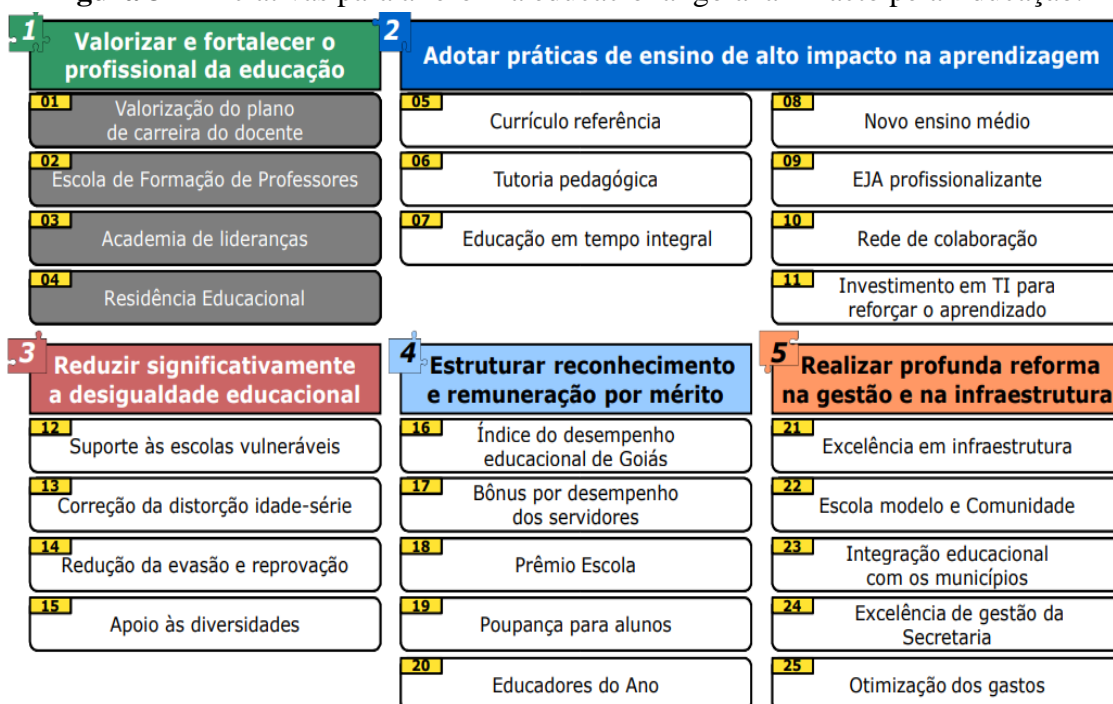 .1
Valorizar e fortalecer o
profissional da educação
01
Valorização do plano
de carreira do docente
02
Escola de Formação de Professores
03
Academia de lideranças
04
Residência Educacional
2
Adotar práticas de ensino de alto impacto na aprendizagem
05
Currículo referência
06
Tutoria pedagógica
07
Educação em tempo integral
08
Novo ensino médio
09
EJA profissionalizante
10
Rede de colaboração
11
Investimento em TI para
reforçar o aprendizado
.3
Reduzir significativamente
a desigualdade educacional
12
Suporte às escolas vulneráveis
13
Correção da distorção idade-série
14
Redução da evasão e reprovação
15
Apoio às diversidades
4
Estruturar reconhecimento
e remuneração por mérito
16
Índice do desempenho
educacional de Goiás
17
Bônus por desempenho
dos servidores
18
Prêmio Escola
19
Poupança para alunos
20
Educadores do Ano
5
Realizar profunda reforma
na gestão e na infraestrutura
21
Excelência em infraestrutura
22
Escola modelo e Comunidade
23
Integração educacional
com os municípios
24
Excelência de gestão da
Secretaria
25
Otimização dos gastos